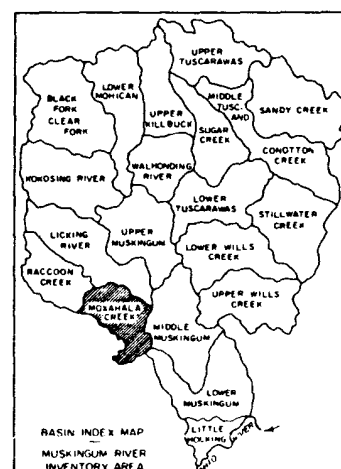 UPPER
TUSCARAWAS
BLACK
FORK
CLEAR
FORK
LOWER
MOHICAN
UPPER
KILLBUCK
MIDDLE
TUSC.
AND
SUGAR
CREEK
SANDY CREEK
CONOTTON
CREEK
KOKOSING RIVER
WALHONDING
RIVER
LOWER
TUSCARAWAS
STILLWATER
CREEK
LICKING
RIVER
UPPER
MUSKINGUM
LOWER WILLS
CREEK
RACCOON
CREEK
MOXAHALA
CREEK
MIDDLE
MUSKINGUM
UPPER WILLS
CREEK
LOWER
MUSKINGUM
LITTLE
HOCKING
OHIO RIVER
BASIN INDEX MAP
MUSKINGUM RIVER
INVENTORY AREA